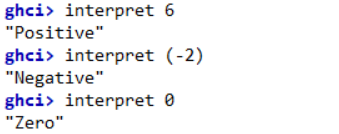 ghci> interpret 6
"Positive"
ghci> interpret (-2)
"Negative"
ghci> interpret 0
"Zero"